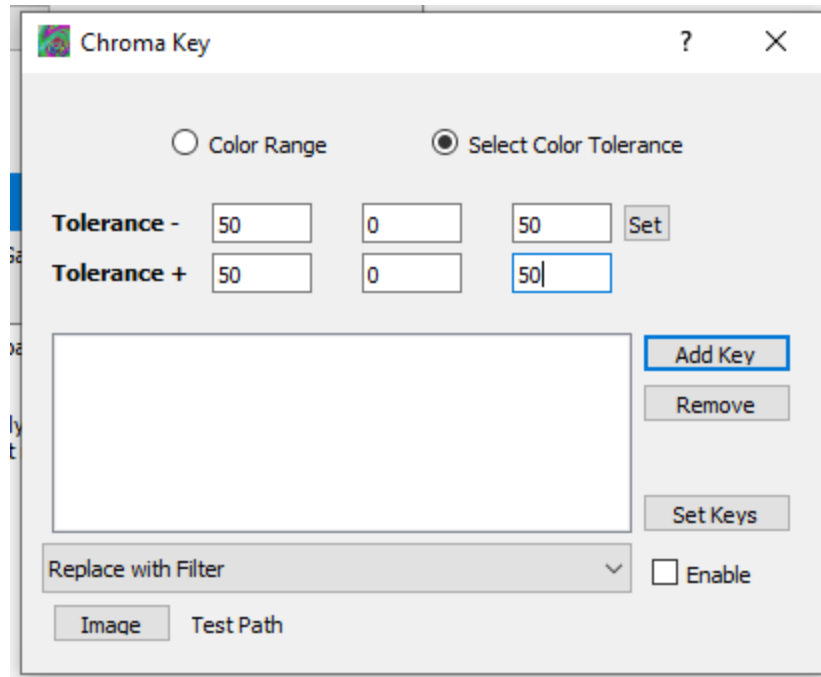 Chroma Key ?
Color Range Select Color Tolerance
Tolerance - 50 0 50 Set
Tolerance + 50 0 50
Add Key
Remove
Set Keys
Replace with Filter Enable
Image Test Path